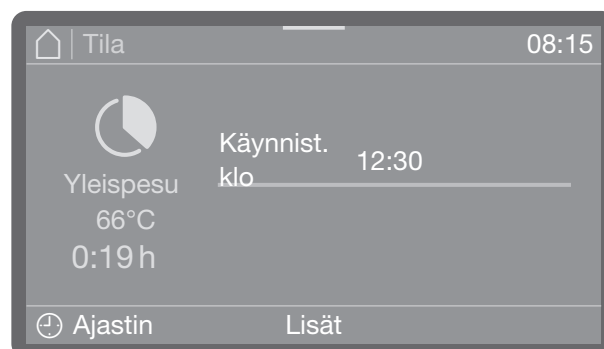 Tila 08:15
Käynnist.
klo
12:30
Yleispesu
66°C
0:19 h
Ajastin Lisät